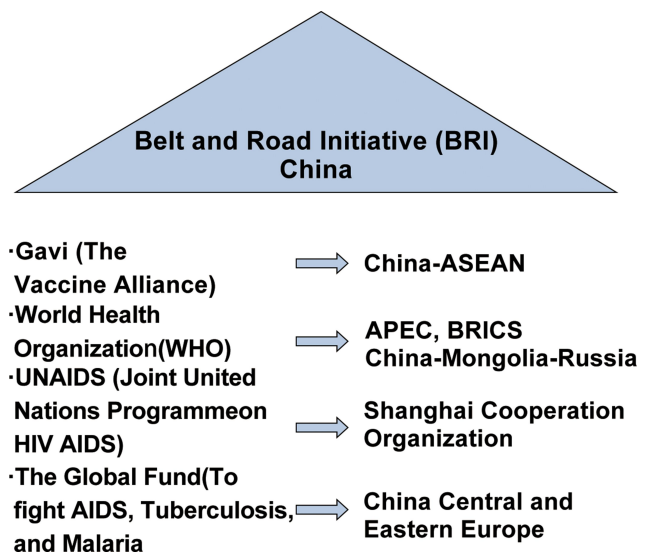 Belt and Road Initiative (BRI)
China
·Gavi (The
Vaccine Alliance)
·World Health
Organization(WHO)
·UNAIDS (Joint United
Nations Programmeon
HIV AIDS)
·The Global Fund(To
fight AIDS, Tuberculosis,
and Malaria
China-ASEAN
APEC, BRICS
China-Mongolia-Russia
Shanghai Cooperation
Organization
China Central and
Eastern Europe